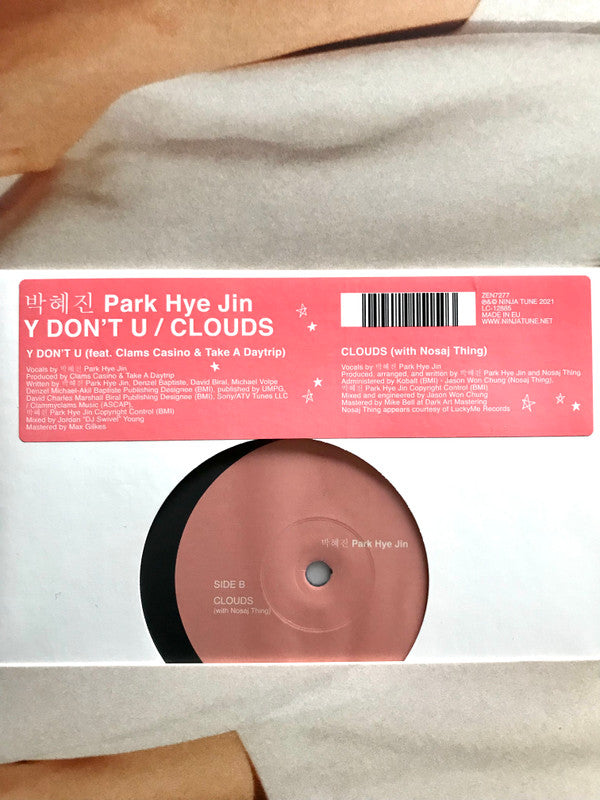 박혜진 Park Hye Jin
Y DON'T U / CLOUDS
Y DON'T U (feat. Clams Casino & Take A Daytrip)
Vocals by 박혜진 Park Hye Jin
Produced by Clams Casino & Take A Daytrip
Written by 박혜진 Park Hye Jin, Denzel Baptiste, David Biral, Michael Volpe
Denzel Michael-Akil Baptiste Publishing Designee (BMI), published by UMPG,
David Charles Marshall Biral Publishing Designee (BMI), Sony/ATV Tunes LLC
/ Clammyclams Music (ASCAP),
박혜진 Park Hye Jin Copyright Control (BMI)
Mixed by Jordan "DJ Swivel" Young
Mastered by Max Gilkes
ZEN7277
℗&© NINJA TUNE 2021
LC-12885
MADE IN EU
WWW.NINJATUNE.NET
CLOUDS (with Nosaj Thing)
Vocals by 박혜진 Park Hye Jin
Produced, arranged, and written by 박혜진 Park Hye Jin and Nosaj Thing
Administered by Kobalt (BMI) - Jason Won Chung (Nosaj Thing),
박혜진 Park Hye Jin Copyright Control (BMI)
Mixed and engineered by Jason Won Chung
Mastered by Mike Bell at Dark Art Mastering
Nosaj Thing appears courtesy of LuckyMe Records
박혜진 Park Hye Jin
SIDE B
CLOUDS
(with Nosaj Thing)